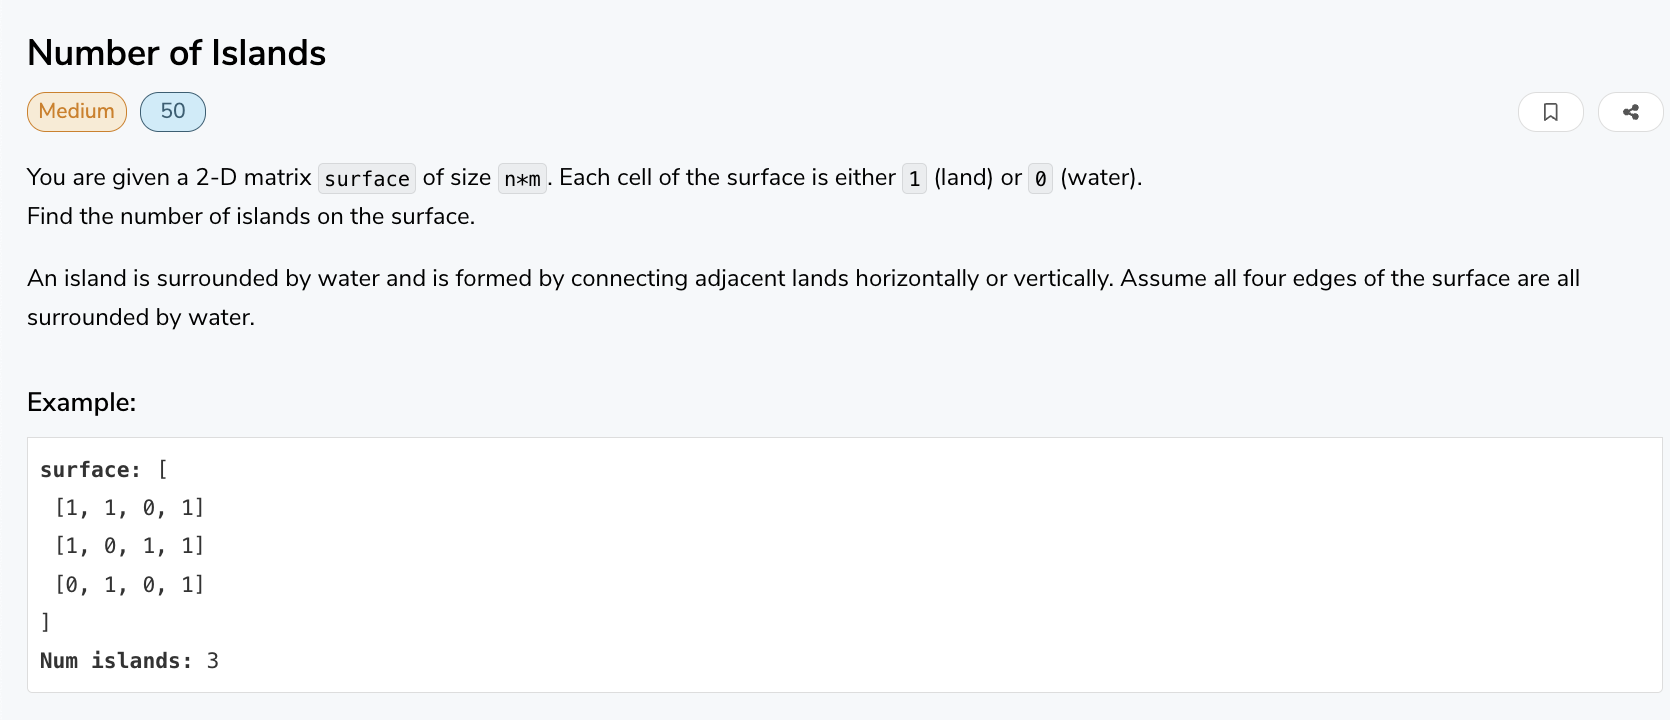 Number of Islands
Medium 50
You are given a 2-D matrix surface of size n*m. Each cell of the surface is either 1 (land) or 0 (water).
Find the number of islands on the surface.
An island is surrounded by water and is formed by connecting adjacent lands horizontally or vertically. Assume all four edges of the surface are all
surrounded by water.
Example:
surface: [
[1, 1, 0, 1]
[1, 0, 1, 1]
[0, 1, 0, 1]
]
Num islands: 3